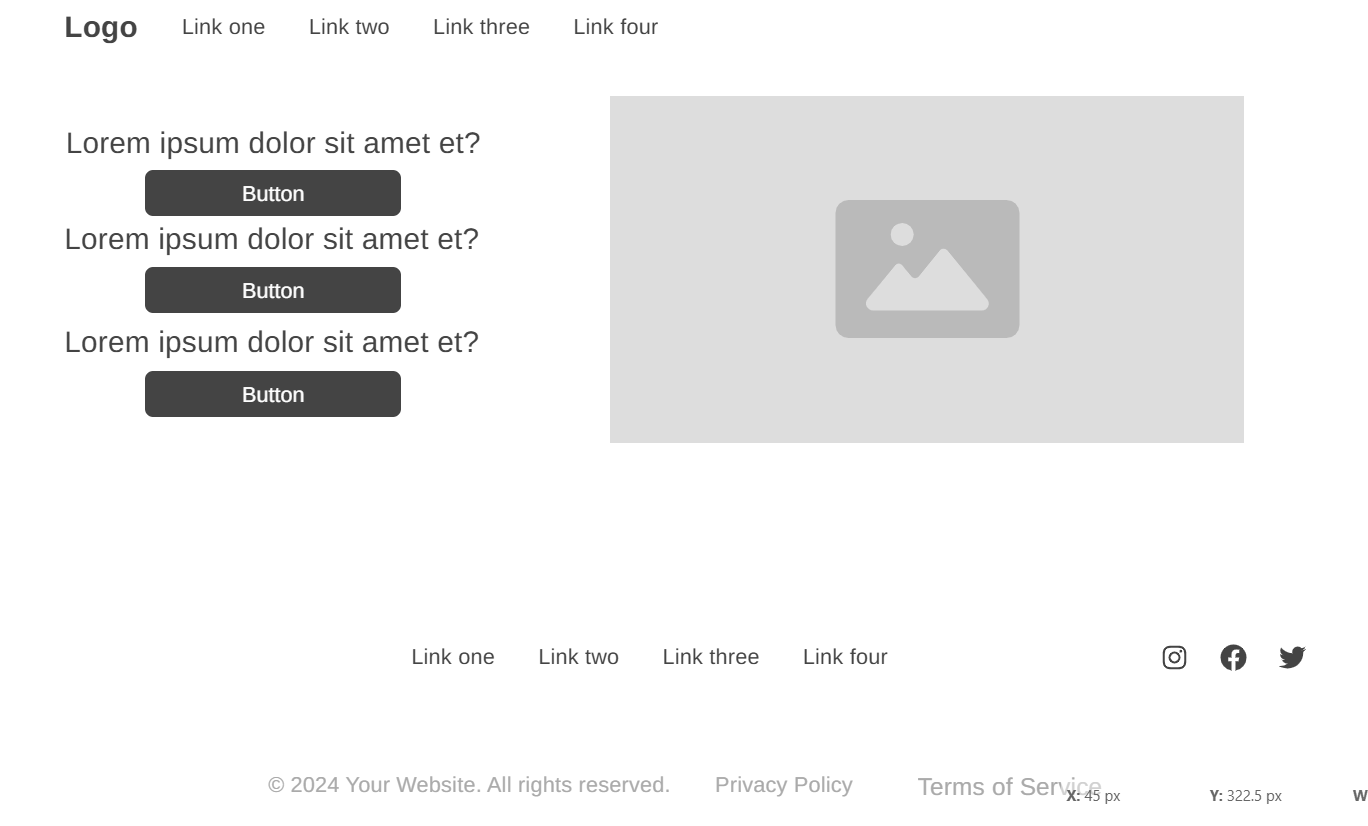 Logo Link one Link two Link three Link four
Lorem ipsum dolor sit amet et?
Button
Lorem ipsum dolor sit amet et?
Button
Lorem ipsum dolor sit amet et?
Button
Link one Link two Link three Link four
© 2024 Your Website. All rights reserved. Privacy Policy Terms of Service
X: 45 px Y: 322.5 px W